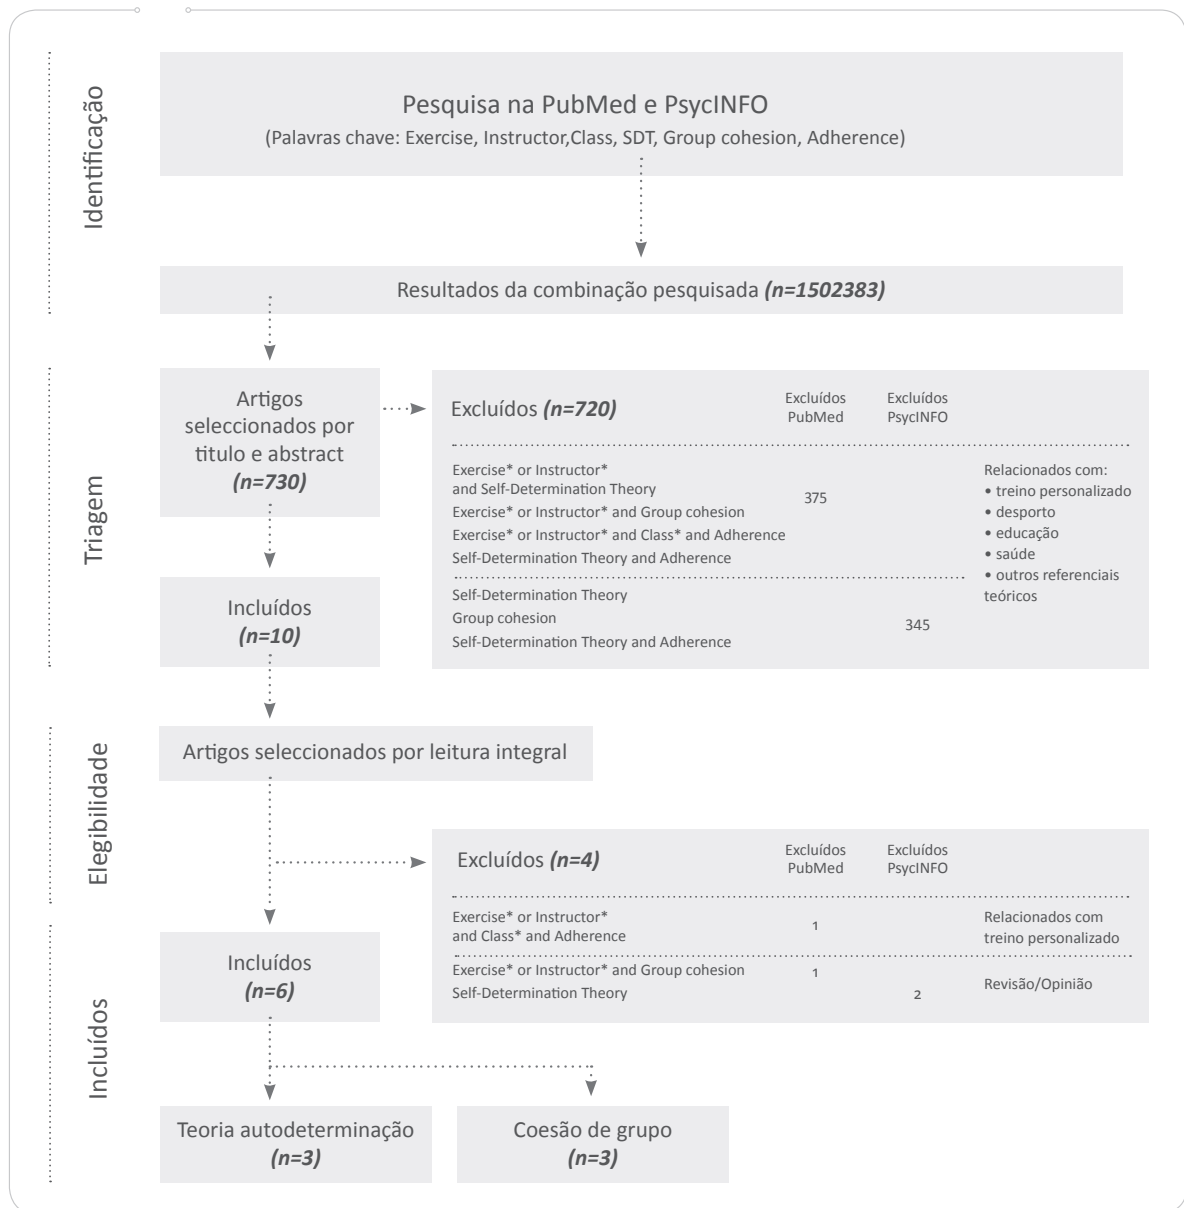 Identificação
Pesquisa na PubMed e PsycINFO
(Palavras chave: Exercise, Instructor,Class, SDT, Group cohesion, Adherence)
Resultados da combinação pesquisada (n=1502383)
Triagem
Artigos
seleccionados por
titulo e abstract
(n=730)
Excluídos (n=720)
Excluídos
PubMed
Excluídos
PsycINFO
Exercise* or Instructor*
and Self-Determination Theory
Exercise* or Instructor* and Group cohesion
Exercise* or Instructor* and Class* and Adherence
Self-Determination Theory and Adherence
375
Relacionados com:
• treino personalizado
• desporto
• educação
• saúde
• outros referenciais
teóricos
Self-Determination Theory
Group cohesion
Self-Determination Theory and Adherence
345
Incluídos
(n=10)
Elegibilidade
Artigos seleccionados por leitura integral
Excluídos (n=4)
Excluídos
PubMed
Excluídos
PsycINFO
Exercise* or Instructor*
and Class* and Adherence
1
Relacionados com
treino personalizado
Exercise* or Instructor* and Group cohesion
1
Self-Determination Theory
2
Revisão/Opinião
Incluídos
Incluídos
(n=6)
Teoria autodeterminação
(n=3)
Coesão de grupo
(n=3)